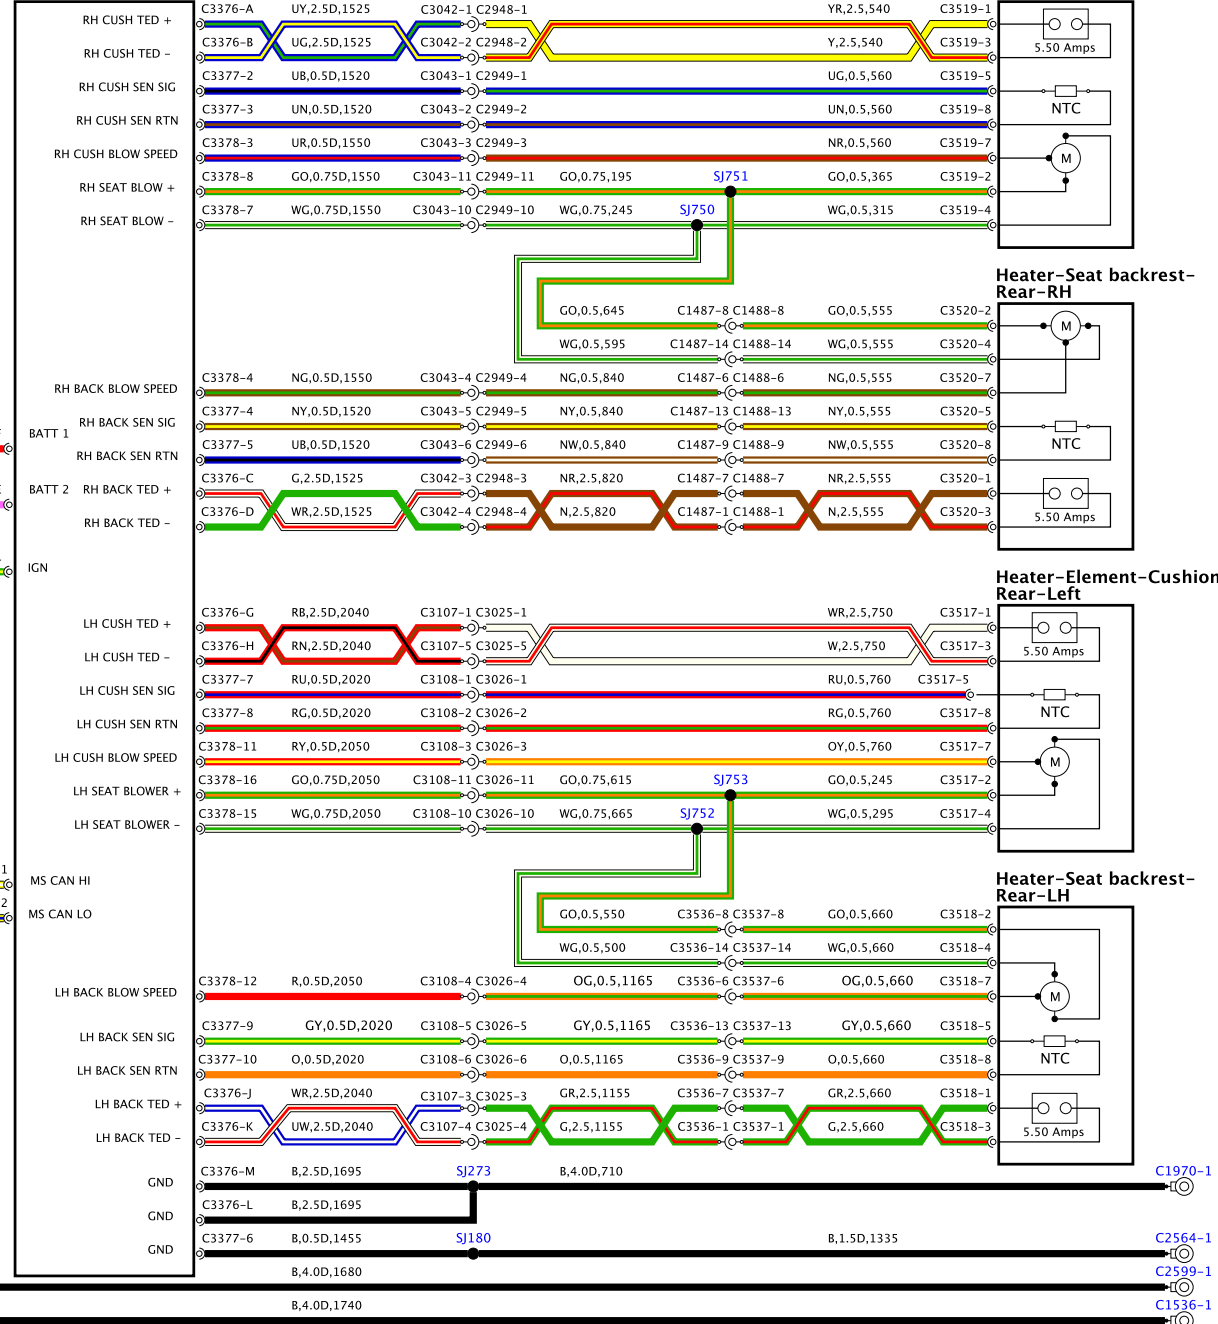 C3376-A UY,2.5D,1525 C3042-1 C2948-1 YR,2.5,540 C3519-1
RH CUSH TED +
C3376-B UG,2.5D,1525 C3042-2 C2948-2 Y,2.5,540 C3519-3
5.50 Amps
RH CUSH TED -
C3377-2 UB,0.5D,1520 C3043-1 C2949-1 UG,0.5,560 C3519-5
RH CUSH SEN SIG
C3377-3 UN,0.5D,1520 C3043-2 C2949-2 UN,0.5,560 C3519-8
NTC
RH CUSH SEN RTN
C3378-3 UR,0.5D,1550 C3043-3 C2949-3 NR,0.5,560 C3519-7
RH CUSH BLOW SPEED
M
C3378-8 GO,0.75D,1550 C3043-11 C2949-11 GO,0.75,195 SJ751 GO,0.5,365 C3519-2
RH SEAT BLOW +
C3378-7 WG,0.75D,1550 C3043-10 C2949-10 WG,0.75,245 SJ750 WG,0.5,315 C3519-4
RH SEAT BLOW -
Heater-Seat backrest-
Rear-RH
GO,0.5,645 C1487-8 C1488-8 GO,0.5,555 C3520-2
M
WG,0.5,595 C1487-14 C1488-14 WG,0.5,555 C3520-4
C3378-4 NG,0.5D,1550 C3043-4 C2949-4 NG,0.5,840 C1487-6 C1488-6 NG,0.5,555 C3520-7
RH BACK BLOW SPEED
C3377-4 NY,0.5D,1520 C3043-5 C2949-5 NY,0.5,840 C1487-13 C1488-13 NY,0.5,555 C3520-5
RH BACK SEN SIG
BATT 1
C3377-5 UB,0.5D,1520 C3043-6 C2949-6 NW,0.5,840 C1487-9 C1488-9 NW,0.5,555 C3520-8
NTC
RH BACK SEN RTN
C3376-C G,2.5D,1525 C3042-3 C2948-3 NR,2.5,820 C1487-7 C1488-7 NR,2.5,555 C3520-1
BATT 2 RH BACK TED +
C3376-D WR,2.5D,1525 C3042-4 C2948-4 N,2.5,820 C1487-1 C1488-1 N,2.5,555 C3520-3
5.50 Amps
RH BACK TED -
IGN
Heater-Element-Cushion
Rear-Left
C3376-G RB,2.5D,2040 C3107-1 C3025-1 WR,2.5,750 C3517-1
LH CUSH TED +
C3376-H RN,2.5D,2040 C3107-5 C3025-5 W,2.5,750 C3517-3
5.50 Amps
LH CUSH TED -
C3377-7 RU,0.5D,2020 C3108-1 C3026-1 RU,0.5,760 C3517-5
LH CUSH SEN SIG
C3377-8 RG,0.5D,2020 C3108-2 C3026-2 RG,0.5,760 C3517-8
NTC
LH CUSH SEN RTN
C3378-11 RY,0.5D,2050 C3108-3 C3026-3 OY,0.5,760 C3517-7
LH CUSH BLOW SPEED
M
C3378-16 GO,0.75D,2050 C3108-11 C3026-11 GO,0.75,615 SJ753 GO,0.5,245 C3517-2
LH SEAT BLOWER +
C3378-15 WG,0.75D,2050 C3108-10 C3026-10 WG,0.75,665 SJ752 WG,0.5,295 C3517-4
LH SEAT BLOWER -
1
MS CAN HI
Heater-Seat backrest-
Rear-LH
2
MS CAN LO
GO,0.5,550 C3536-8 C3537-8 GO,0.5,660 C3518-2
WG,0.5,500 C3536-14 C3537-14 WG,0.5,660 C3518-4
C3378-12 R,0.5D,2050 C3108-4 C3026-4 OG,0.5,1165 C3536-6 C3537-6 OG,0.5,660 C3518-7
LH BACK BLOW SPEED
M
C3377-9 GY,0.5D,2020 C3108-5 C3026-5 GY,0.5,1165 C3536-13 C3537-13 GY,0.5,660 C3518-5
LH BACK SEN SIG
C3377-10 O,0.5D,2020 C3108-6 C3026-6 O,0.5,1165 C3536-9 C3537-9 O,0.5,660 C3518-8
NTC
LH BACK SEN RTN
C3376-J WR,2.5D,2040 C3107-3 C3025-3 GR,2.5,1155 C3536-7 C3537-7 GR,2.5,660 C3518-1
LH BACK TED +
C3376-K UW,2.5D,2040 C3107-4 C3025-4 G,2.5,1155 C3536-1 C3537-1 G,2.5,660 C3518-3
5.50 Amps
LH BACK TED -
C3376-M B,2.5D,1695 SJ273 B,4.0D,710 C1970-1
GND
C3376-L B,2.5D,1695
GND
C3377-6 B,0.5D,1455 SJ180 B,1.5D,1335 C2564-1
GND
B,4.0D,1680 C2599-1
B,4.0D,1740 C1536-1